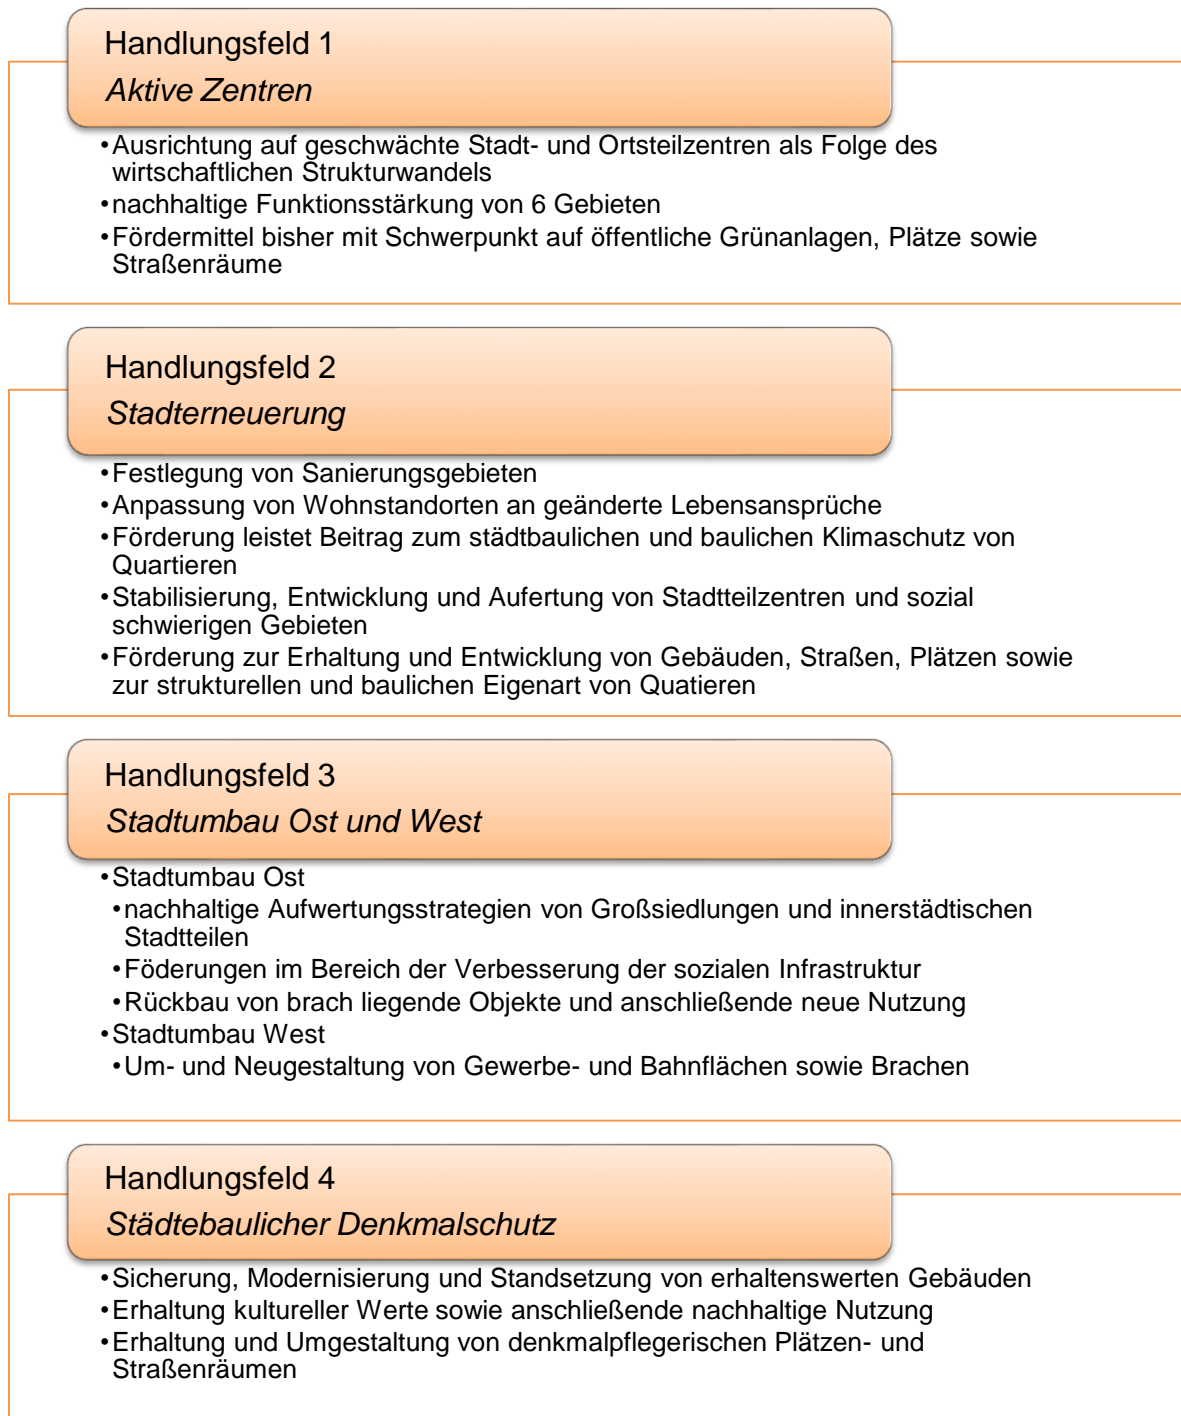 Handlungsfeld 1
Aktive Zentren
•Ausrichtung auf geschwächte Stadt- und Ortsteilzentren als Folge des
wirtschaftlichen Strukturwandels
•nachhaltige Funktionsstärkung von 6 Gebieten
•Fördermittel bisher mit Schwerpunkt auf öffentliche Grünanlagen, Plätze sowie
Straßenräume
Handlungsfeld 2
Stadterneuerung
•Festlegung von Sanierungsgebieten
•Anpassung von Wohnstandorten an geänderte Lebensansprüche
•Förderung leistet Beitrag zum städtbaulichen und baulichen Klimaschutz von
Quartieren
•Stabilisierung, Entwicklung und Aufertung von Stadtteilzentren und sozial
schwierigen Gebieten
•Förderung zur Erhaltung und Entwicklung von Gebäuden, Straßen, Plätzen sowie
zur strukturellen und baulichen Eigenart von Quatieren
Handlungsfeld 3
Stadtumbau Ost und West
•Stadtumbau Ost
•nachhaltige Aufwertungsstrategien von Großsiedlungen und innerstädtischen
Stadtteilen
•Föderungen im Bereich der Verbesserung der sozialen Infrastruktur
•Rückbau von brach liegende Objekte und anschließende neue Nutzung
•Stadtumbau West
•Um- und Neugestaltung von Gewerbe- und Bahnflächen sowie Brachen
Handlungsfeld 4
Städtebaulicher Denkmalschutz
•Sicherung, Modernisierung und Standsetzung von erhaltenswerten Gebäuden
•Erhaltung kultureller Werte sowie anschließende nachhaltige Nutzung
•Erhaltung und Umgestaltung von denkmalpflegerischen Plätzen- und
Straßenräumen